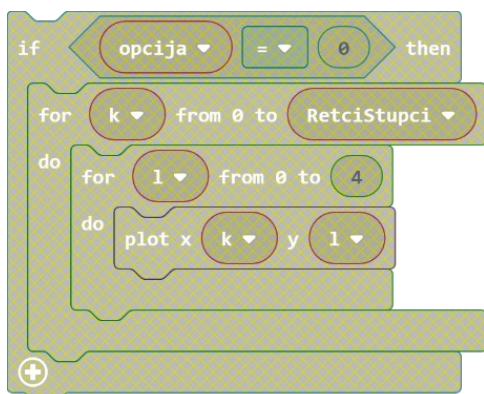 if opcija = 0 then
for k from 0 to RetciStupci
do
for l from 0 to 4
do
plot x k y l